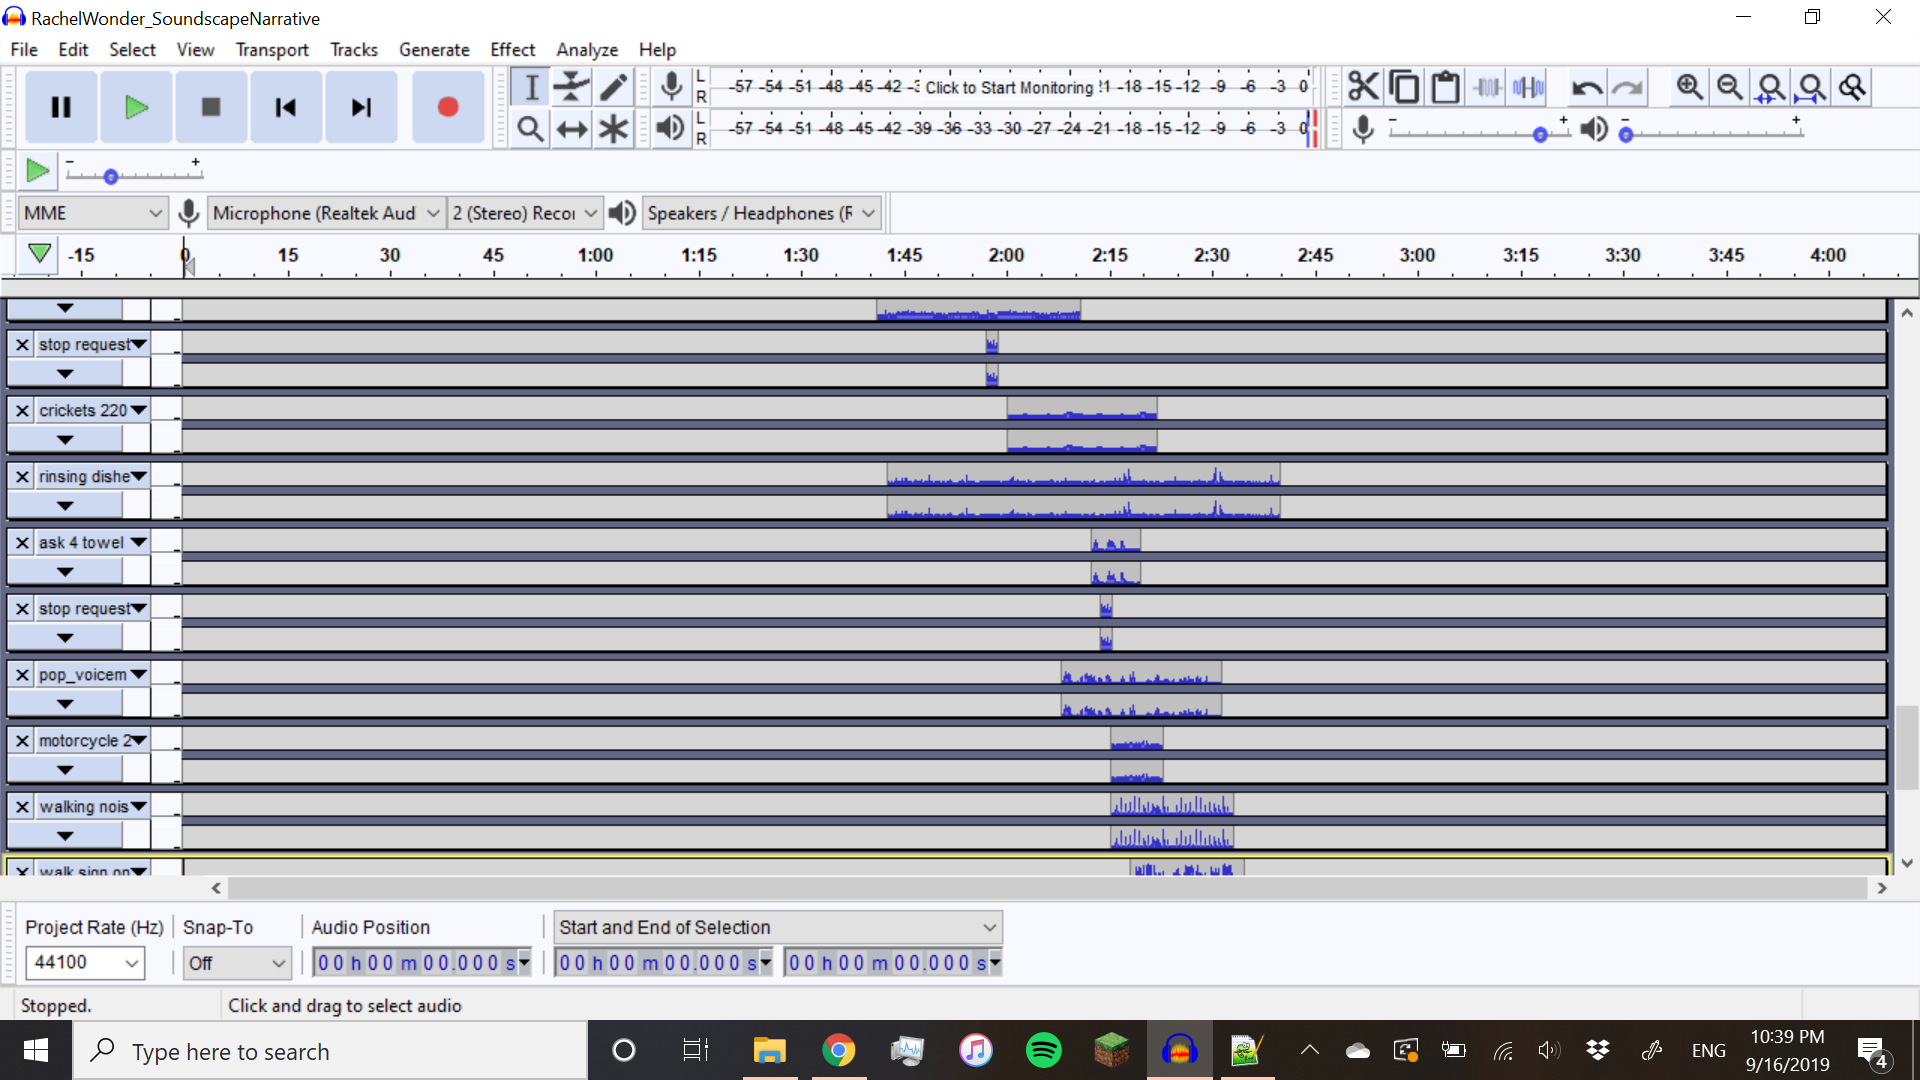 RachelWonder_SoundscapeNarrative
File Edit Select View Transport Tracks Generate Effect Analyze Help
L R -57 -54 -51 -48 -45 -42 Click to Start Monitoring -18 -15 -12 -9 -6 -3 0
L R -57 -54 -51 -48 -45 -42 -39 -36 -33 -30 -27 -24 -21 -18 -15 -12 -9 -6 -3 0
- + - +
- +
MME Microphone (Realtek Aud 2 (Stereo) Recor Speakers / Headphones (R
-15 0 15 30 45 1:00 1:15 1:30 1:45 2:00 2:15 2:30 2:45 3:00 3:15 3:30 3:45 4:00
stop request
crickets 220
rinsing dishe
ask 4 towel
stop request
pop_voicem
motorcycle 2
walking nois
walk sign on
Project Rate (Hz) Snap-To Audio Position Start and End of Selection
44100 Off 00 h 00 m 00.000 s 00 h 00 m 00.000 s 00 h 00 m 00.000 s
Stopped. Click and drag to select audio
Type here to search ENG 10:39 PM
9/16/2019 4